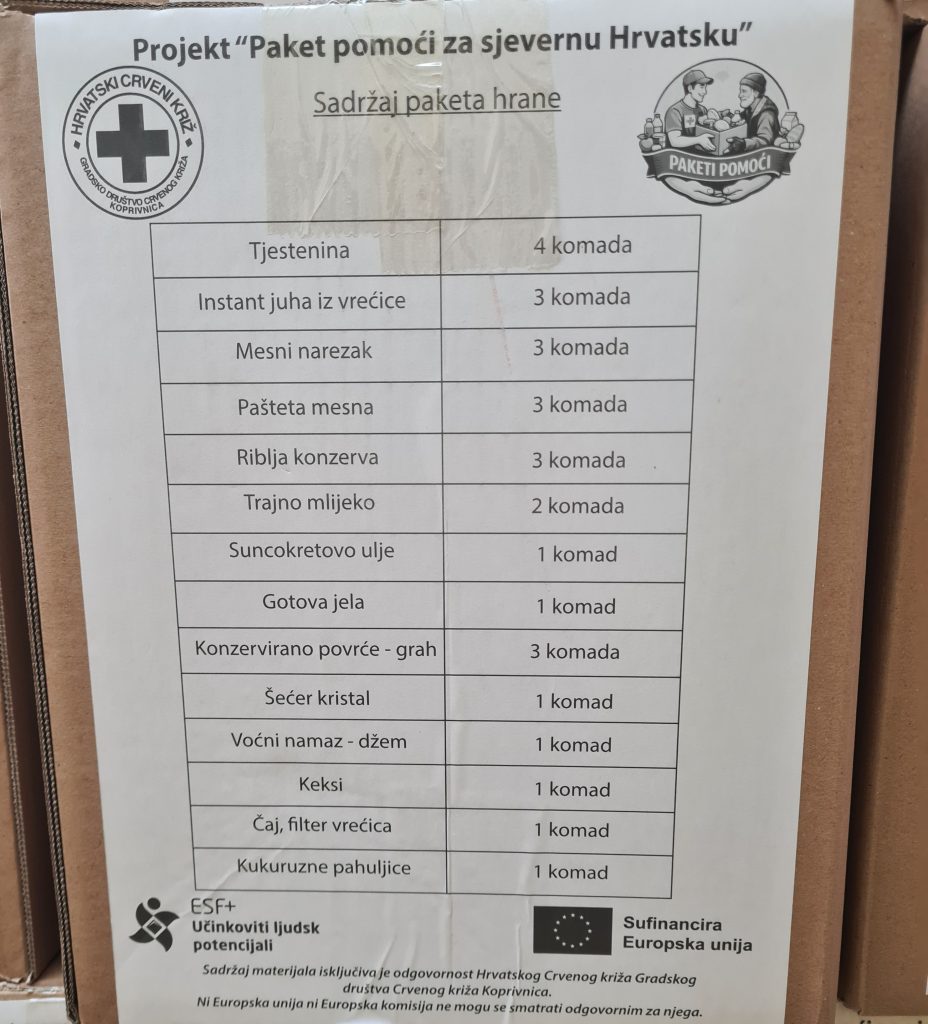 Projekt “Paket pomoći za sjevernu Hrvatsku”
Sadržaj paketa hrane
HRVATSKI CRVENI KRIŽ
GRADSKO DRUŠTVO CRVENOG KRIŽA
KOPRIVNICA
PAKETI POMOĆI
Tjestenina 4 komada
Instant juha iz vrećice 3 komada
Mesni narezak 3 komada
Pašteta mesna 3 komada
Riblja konzerva 3 komada
Trajno mlijeko 2 komada
Suncokretovo ulje 1 komad
Gotova jela 1 komad
Konzervirano povrće - grah 3 komada
Šećer kristal 1 komad
Voćni namaz - džem 1 komad
Keksi 1 komad
Čaj, filter vrećica 1 komad
Kukuruzne pahuljice 1 komad
ESF+
Učinkoviti ljudsk
potencijali
Sufinancira
Europska unija
Sadržaj materijala isključiva je odgovornost Hrvatskog Crvenog križa Gradskog
društva Crvenog križa Koprivnica.
Ni Europska unija ni Europska komisija ne mogu se smatrati odgovornim za njega.